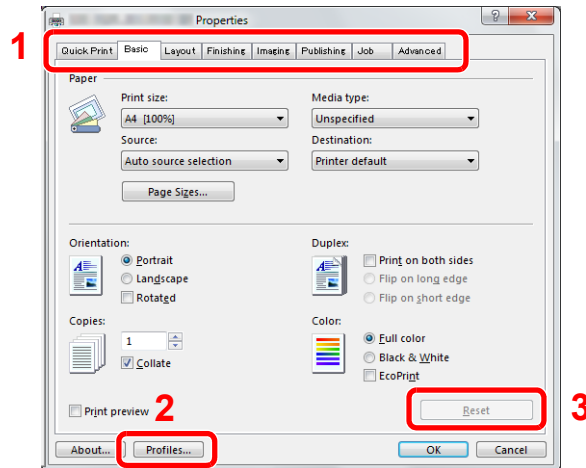 Properties
1
Quick Print Basic Layout Finishing Imaging Publishing Job Advanced
Paper
Print size: Media type:
A4 [100%] Unspecified
Source: Destination:
Auto source selection Printer default
Page Sizes...
Orientation: Duplex:
Portrait Print on both sides
Landscape Flip on long edge
Rotated Flip on short edge
Copies: Color:
1 Full color
Collate Black & White
EcoPrint
Print preview 2 Reset 3
About... Profiles... OK Cancel